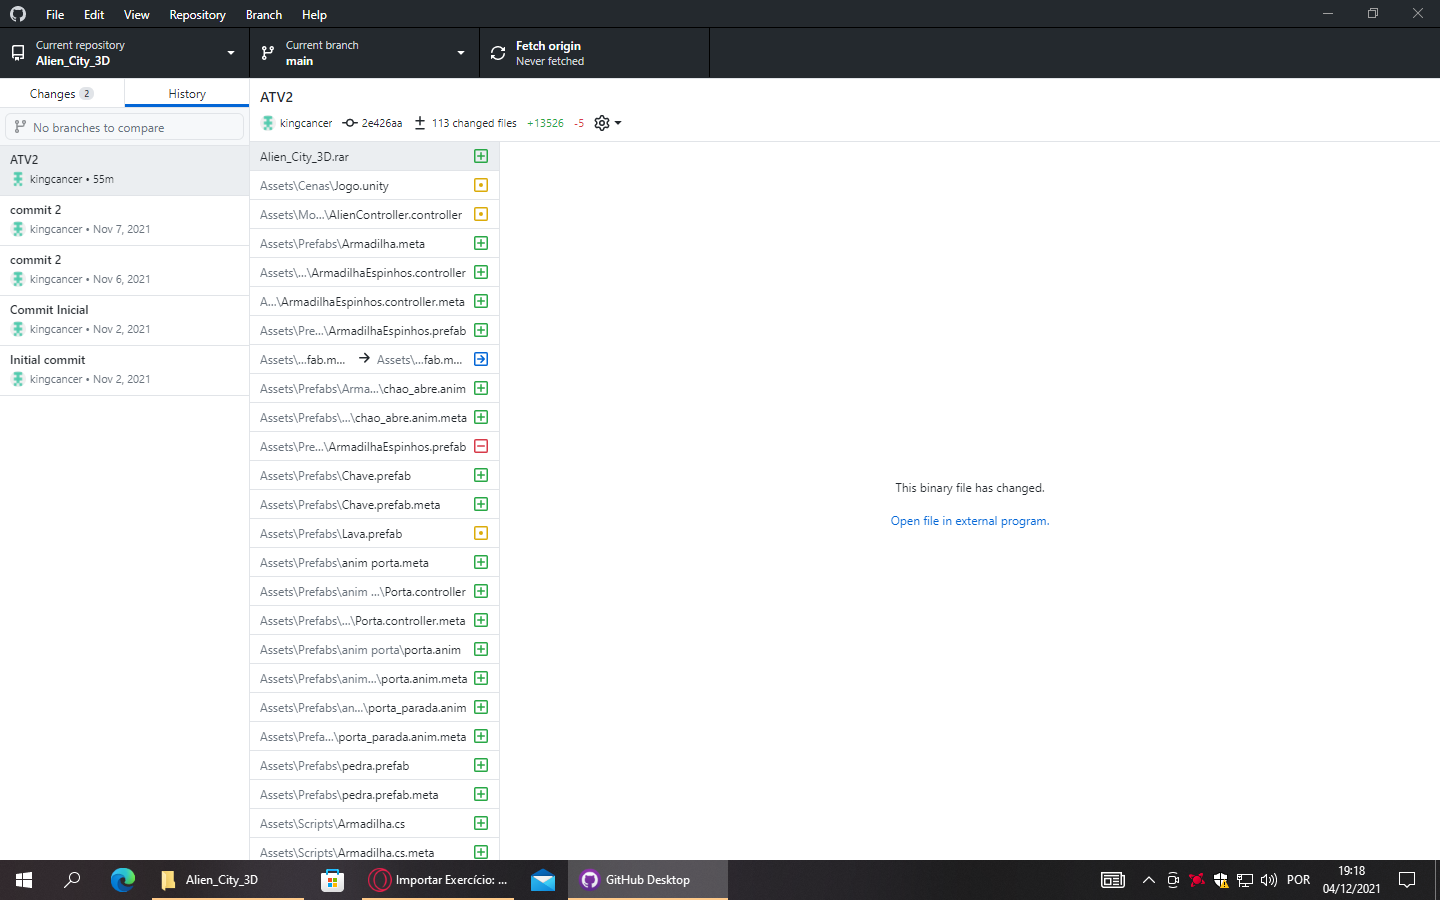 File Edit View Repository Branch Help
Current repository
Alien_City_3D
Current branch
main
Fetch origin
Never fetched
Changes 2
History
No branches to compare
ATV2
kingcancer • 55m
commit 2
kingcancer • Nov 7, 2021
commit 2
kingcancer • Nov 6, 2021
Commit Inicial
kingcancer • Nov 2, 2021
Initial commit
kingcancer • Nov 2, 2021
ATV2
kingcancer 2e426aa 113 changed files +13526 -5
Alien_City_3D.rar
Assets\Cenas\Jogo.unity
Assets\Mo...\AlienController.controller
Assets\Prefabs\Armadilha.meta
Assets\...\ArmadilhaEspinhos.controller
A...\ArmadilhaEspinhos.controller.meta
Assets\Pre...\ArmadilhaEspinhos.prefab
Assets\...fab.m... → Assets\...fab.m...
Assets\Prefabs\Arma...\chao_abre.anim
Assets\Prefabs\...\chao_abre.anim.meta
Assets\Pre...\ArmadilhaEspinhos.prefab
Assets\Prefabs\Chave.prefab
Assets\Prefabs\Chave.prefab.meta
Assets\Prefabs\Lava.prefab
Assets\Prefabs\anim porta.meta
Assets\Prefabs\anim ...\Porta.controller
Assets\Prefabs\...\Porta.controller.meta
Assets\Prefabs\anim porta\porta.anim
Assets\Prefabs\anim...\porta.anim.meta
Assets\Prefabs\an...\porta_parada.anim
Assets\Prefa...\porta_parada.anim.meta
Assets\Prefabs\pedra.prefab
Assets\Prefabs\pedra.prefab.meta
Assets\Scripts\Armadilha.cs
Assets\Scripts\Armadilha.cs.meta
This binary file has changed.
Open file in external program.
Alien_City_3D
Importar Exercício: ...
GitHub Desktop
POR
19:18
04/12/2021